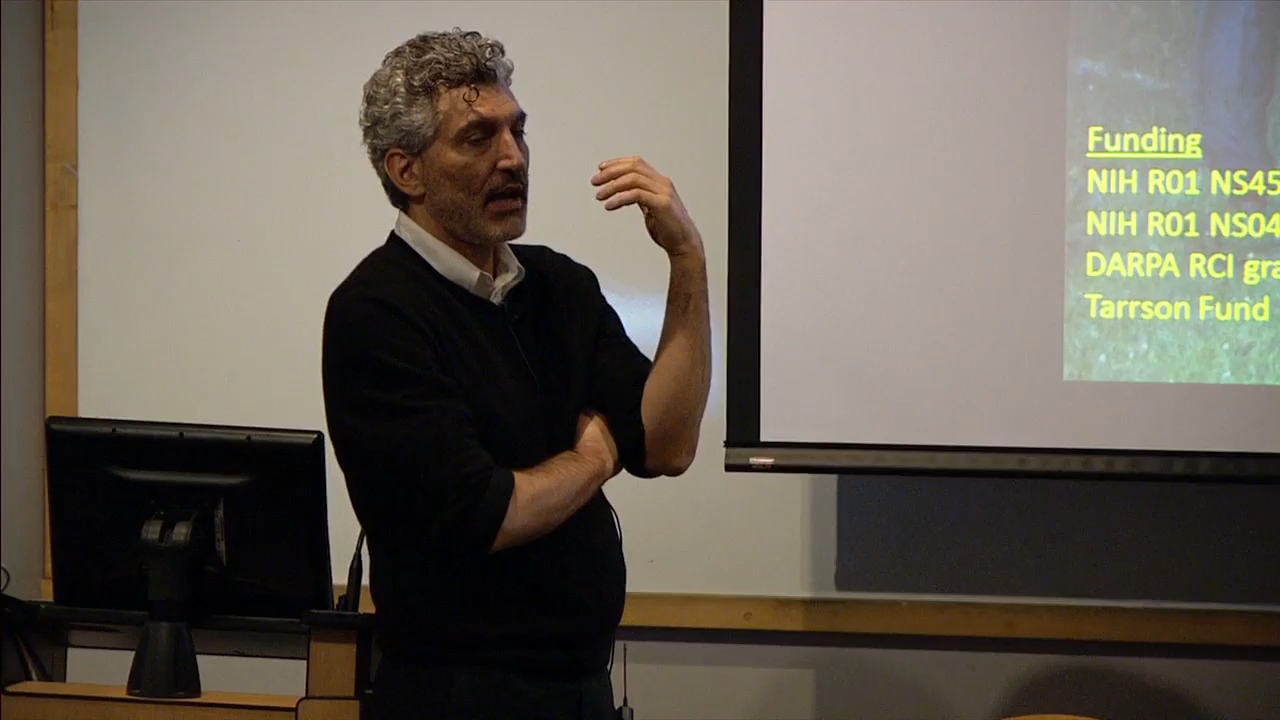 Funding
NIH R01 NS45
NIH R01 NS04
DARPA RCI gra
Tarrson Fund